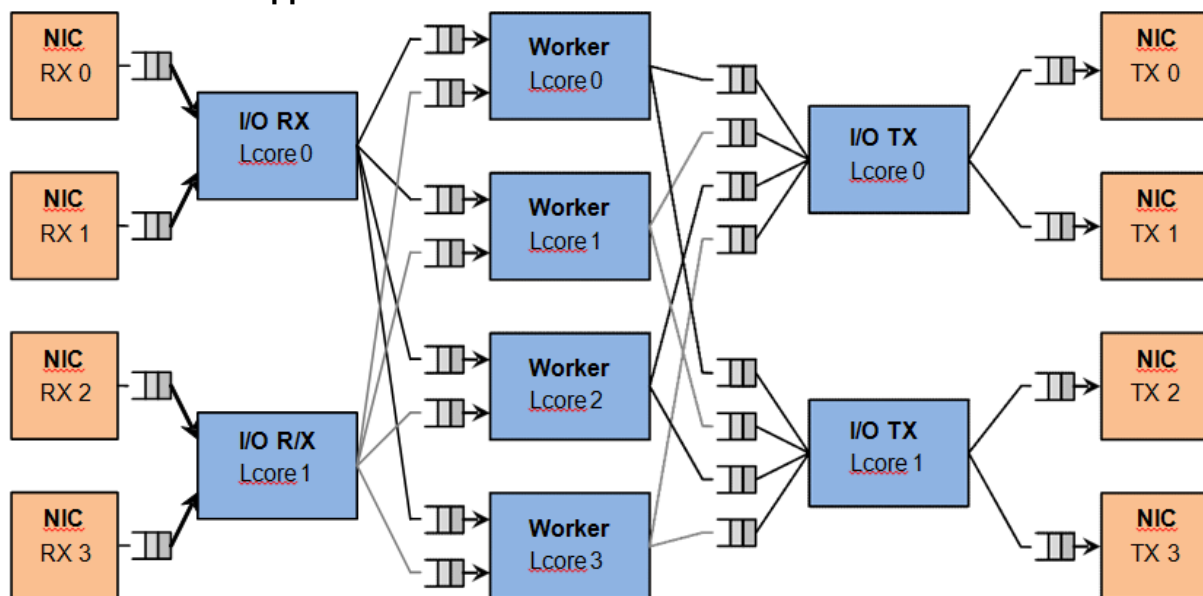 NIC
RX 0
NIC
RX 1
NIC
RX 2
NIC
RX 3
I/O RX
Lcore 0
I/O R/X
Lcore 1
Worker
Lcore 0
Worker
Lcore 1
Worker
Lcore 2
Worker
Lcore 3
I/O TX
Lcore 0
I/O TX
Lcore 1
NIC
TX 0
NIC
TX 1
NIC
TX 2
NIC
TX 3